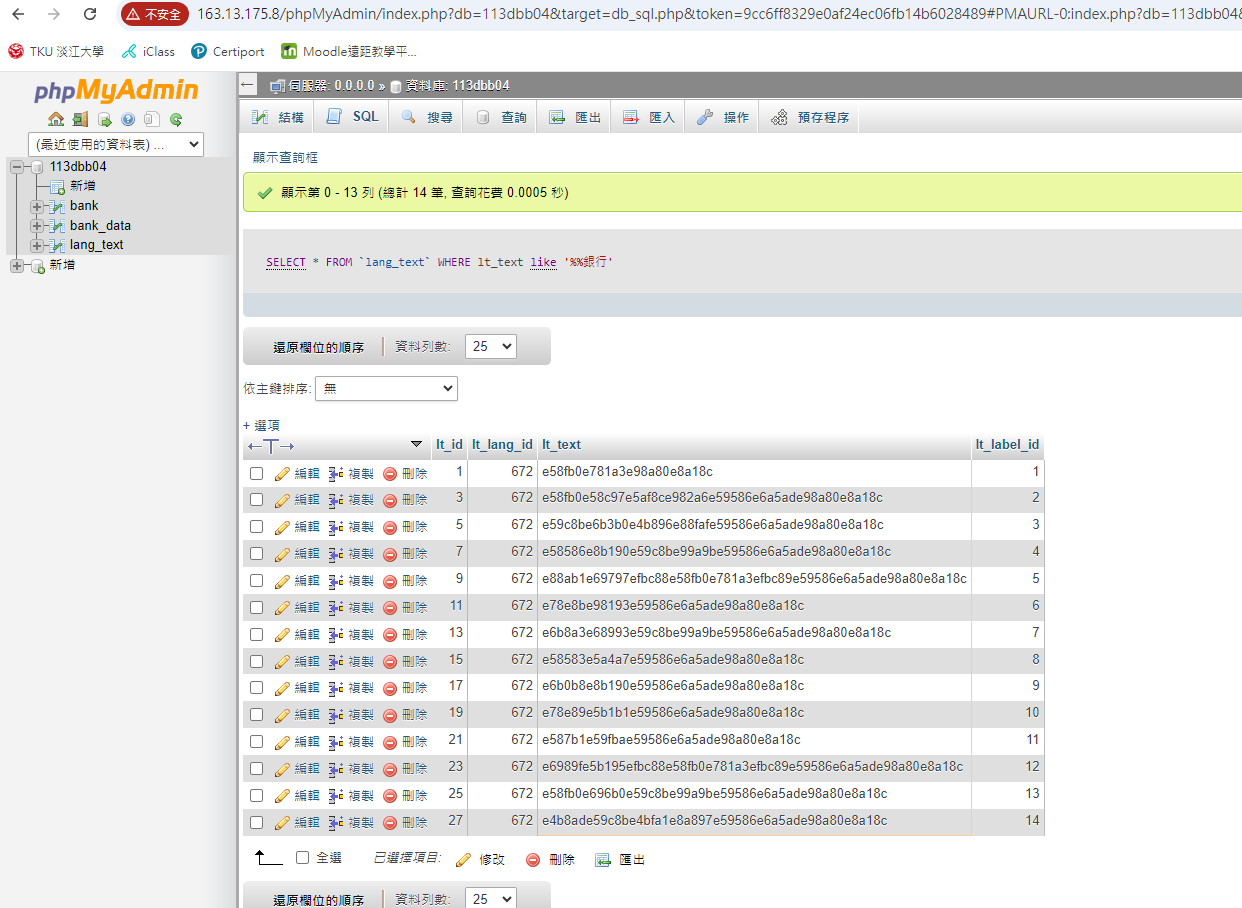 不安全 163.13.175.8/phpMyAdmin/index.php?db=113dbb04&target=db_sql.php&token=9cc6ff8329e0af24ec06fb14b6028489#PMAURL-0:index.php?db=113dbb04&
TKU 淡江大學 iClass Certiport Moodle遠距教學平...
phpMyAdmin
(最近使用的資料表) ...
113dbb04
新增
bank
bank_data
lang_text
新增
伺服器: 0.0.0.0 » 資料庫: 113dbb04
結構 SQL 搜尋 查詢 匯出 匯入 操作 預存程序
顯示查詢框
顯示第 0 - 13 列 (總計 14 筆, 查詢花費 0.0005 秒)
SELECT * FROM `lang_text` WHERE lt_text like '%%銀行'
還原欄位的順序 資料列數: 25
依主鍵排序: 無
+ 選項
←T→ lt_id lt_lang_id lt_text lt_label_id
編輯 複製 刪除 1 672 e58fb0e781a3e98a80e8a18c 1
編輯 複製 刪除 3 672 e58fb0e58c97e5af8ce982a6e59586e6a5ade98a80e8a18c 2
編輯 複製 刪除 5 672 e59c8be6b3b0e4b896e88fafe59586e6a5ade98a80e8a18c 3
編輯 複製 刪除 7 672 e58586e8b190e59c8be99a9be59586e6a5ade98a80e8a18c 4
編輯 複製 刪除 9 672 e88ab1e69797efbc88e58fb0e781a3efbc89e59586e6a5ade98a80e8a18c 5
編輯 複製 刪除 11 672 e78e8be98193e59586e6a5ade98a80e8a18c 6
編輯 複製 刪除 13 672 e6b8a3e68993e59c8be99a9be59586e6a5ade98a80e8a18c 7
編輯 複製 刪除 15 672 e58583e5a4a7e59586e6a5ade98a80e8a18c 8
編輯 複製 刪除 17 672 e6b0b8e8b190e59586e6a5ade98a80e8a18c 9
編輯 複製 刪除 19 672 e78e89e5b1b1e59586e6a5ade98a80e8a18c 10
編輯 複製 刪除 21 672 e587b1e59fbae59586e6a5ade98a80e8a18c 11
編輯 複製 刪除 23 672 e6989fe5b195efbc88e58fb0e781a3efbc89e59586e6a5ade98a80e8a18c 12
編輯 複製 刪除 25 672 e58fb0e696b0e59c8be99a9be59586e6a5ade98a80e8a18c 13
編輯 複製 刪除 27 672 e4b8ade59c8be4bfa1e8a897e59586e6a5ade98a80e8a18c 14
全選 已選擇項目: 修改 刪除 匯出
還原欄位的順序 資料列數: 25